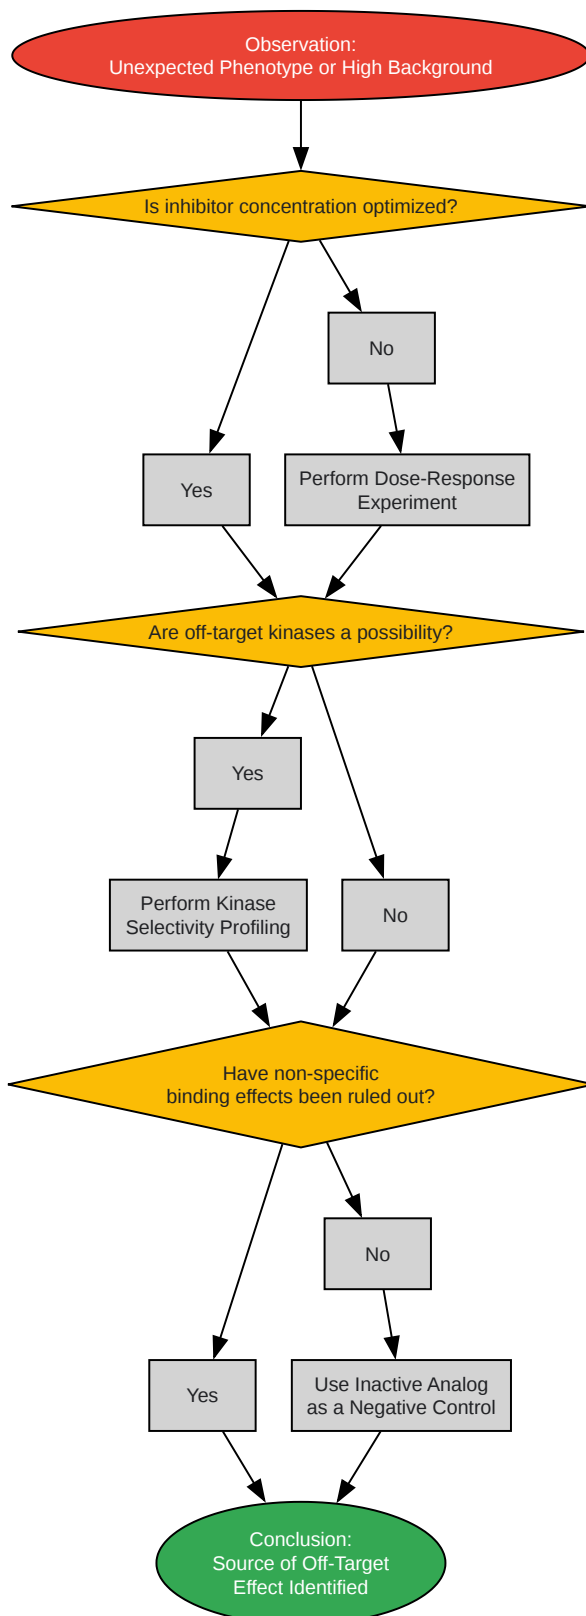 Observation:
Unexpected Phenotype or High Background
Is inhibitor concentration optimized?
No
Yes
Perform Dose-Response
Experiment
Are off-target kinases a possibility?
Yes
Perform Kinase
Selectivity Profiling
No
Have non-specific
binding effects been ruled out?
No
Yes
Use Inactive Analog
as a Negative Control
Conclusion:
Source of Off-Target
Effect Identified